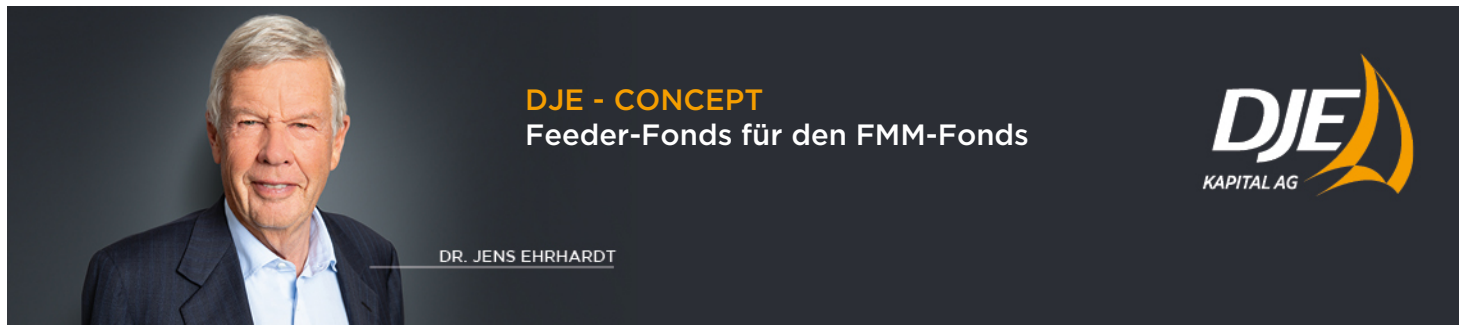 DJE - CONCEPT
Feeder-Fonds für den FMM-Fonds
DJE
KAPITAL AG
DR. JENS EHRHARDT